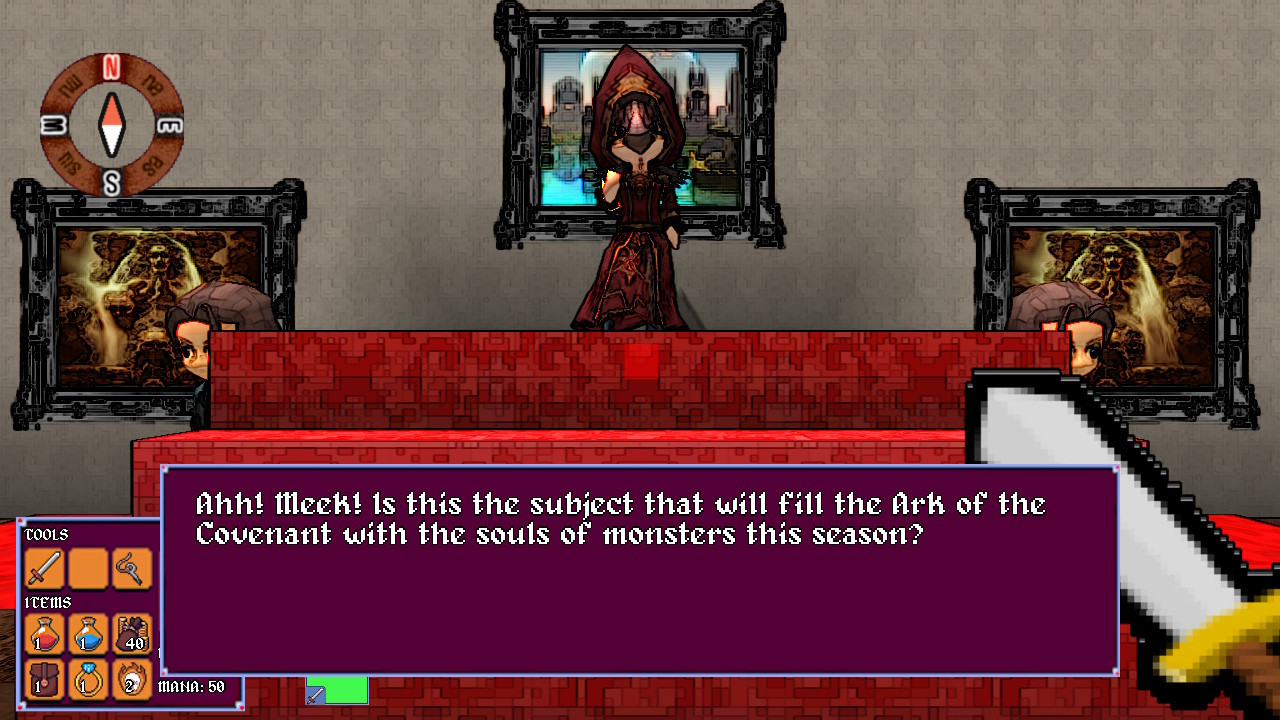 N
NW
NE
W
E
SW
SE
S
Ahh! Meek! Is this the subject that will fill the Ark of the
Covenant with the souls of monsters this season?
TOOLS
ITEMS
1
1
40
1
1
2
MANA: 50